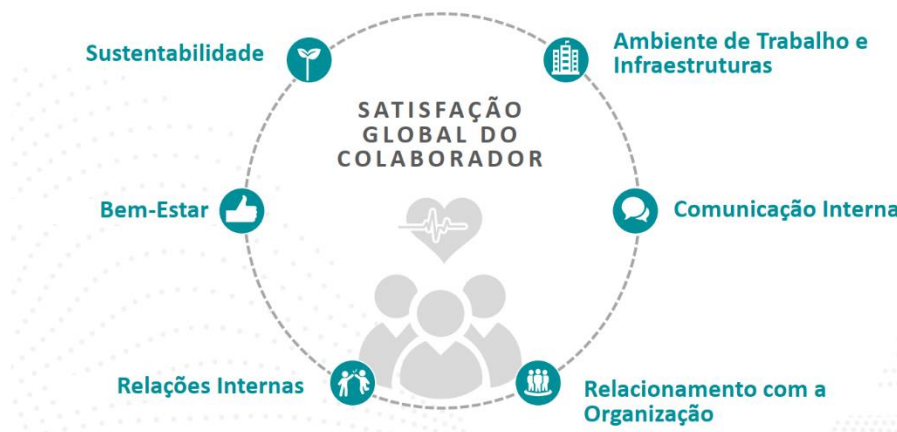 Sustentabilidade
Ambiente de Trabalho e
Infraestruturas
SATISFAÇÃO
GLOBAL DO
COLABORADOR
Bem-Estar
Comunicação Interna
Relações Internas
Relacionamento com a
Organização